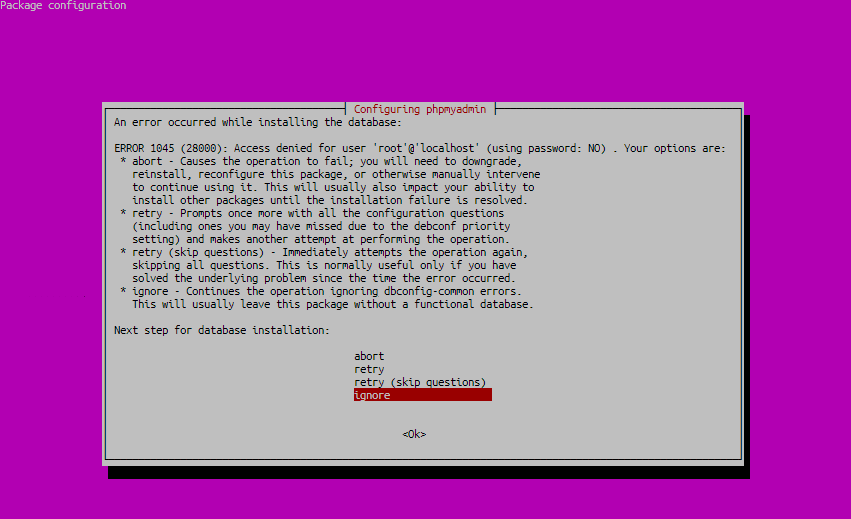 Package configuration
Configuring phpmyadmin
An error occurred while installing the database:
ERROR 1045 (28000): Access denied for user 'root'@'localhost' (using password: NO) . Your options are:
* abort - Causes the operation to fail; you will need to downgrade,
reinstall, reconfigure this package, or otherwise manually intervene
to continue using it. This will usually also impact your ability to
install other packages until the installation failure is resolved.
* retry - Prompts once more with all the configuration questions
(including ones you may have missed due to the debconf priority
setting) and makes another attempt at performing the operation.
* retry (skip questions) - Immediately attempts the operation again,
skipping all questions. This is normally useful only if you have
solved the underlying problem since the time the error occurred.
* ignore - Continues the operation ignoring dbconfig-common errors.
This will usually leave this package without a functional database.
Next step for database installation:
abort
retry
retry (skip questions)
ignore
<Ok>